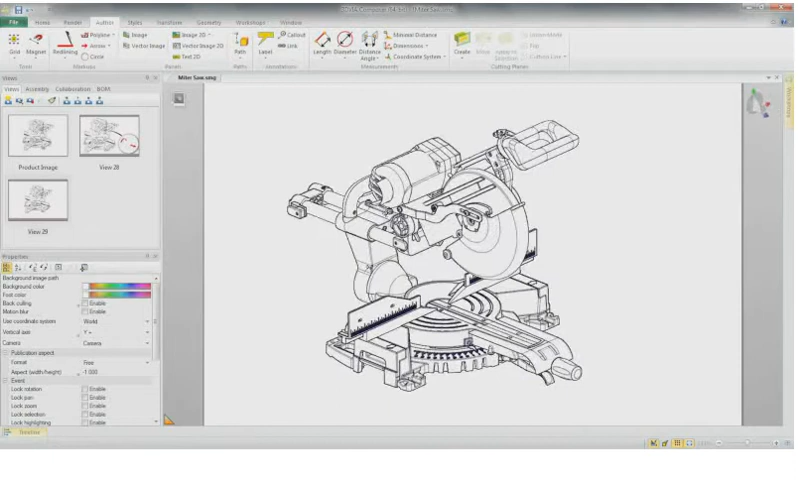 File Home Render Author Styles Transform Geometry Workshops Window
Polyline Image Image 2D Callout Minimal Distance
Arrow Vector Image Vector Image 2D Link Dimensions
Grid Magnet Redlining Circle Text 2D Path Label Length Diameter Distance Angle Coordinate System Create
Tools Markups Panels Paths Annotations Measurements Cutting Planes
Views Miter Saw.smg
Views Assembly Collaboration BOM
Workshops
Product Image View 28
View 29
Properties
Background image path
Background color
Foot color
Back culling Enable
Motion blur Enable
Use coordinate system World
Vertical axis Y+
Camera Camera
Publication aspect
Format Free
Aspect (width/height) -1.000
Event
Lock rotation Enable
Lock pan Enable
Lock zoom Enable
Lock selection Enable
Lock highlighting Enable
Timeline